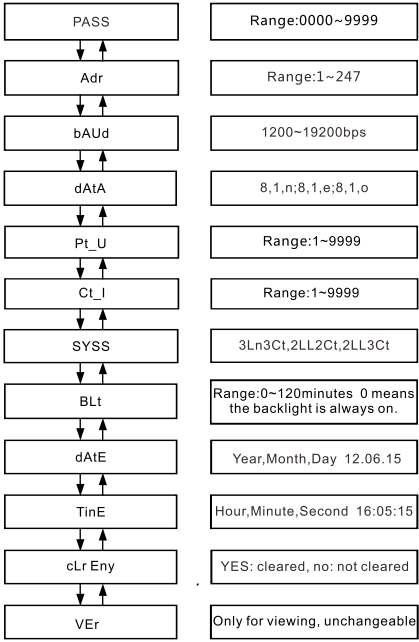 PASS
Range:0000~9999
Adr
Range:1~247
bAUd
1200~19200bps
dAtA
8,1,n;8,1,e;8,1,o
Pt_U
Range:1~9999
Ct_I
Range:1~9999
SYSS
3Ln3Ct,2LL2Ct,2LL3Ct
BLt
Range:0~120minutes 0 means
the backlight is always on.
dAtE
Year,Month,Day 12.06.15
TinE
Hour,Minute,Second 16:05:15
cLr Eny
YES: cleared, no: not cleared
VEr
Only for viewing, unchangeable